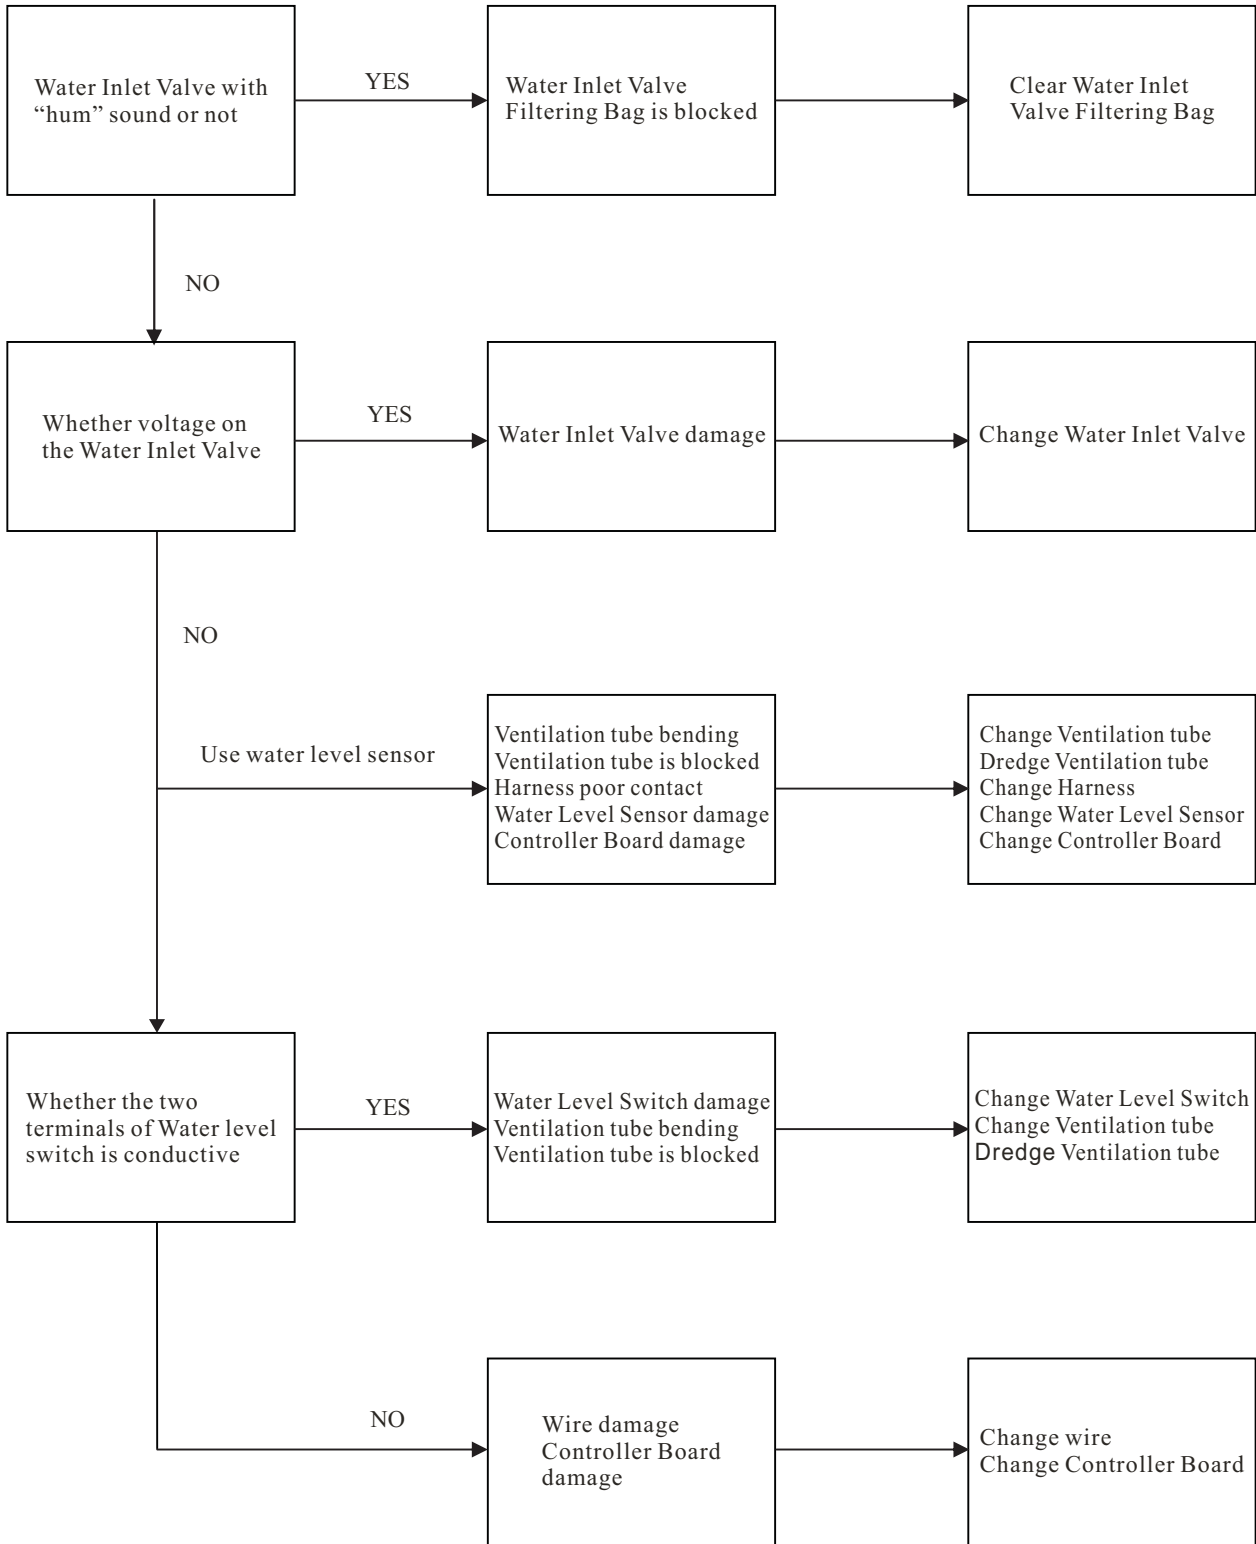 Water Inlet Valve with
“hum” sound or not
YES
Water Inlet Valve
Filtering Bag is blocked
Clear Water Inlet
Valve Filtering Bag
NO
Whether voltage on
the Water Inlet Valve
YES
Water Inlet Valve damage
Change Water Inlet Valve
NO
Use water level sensor
Ventilation tube bending
Ventilation tube is blocked
Harness poor contact
Water Level Sensor damage
Controller Board damage
Change Ventilation tube
Dredge Ventilation tube
Change Harness
Change Water Level Sensor
Change Controller Board
Whether the two
terminals of Water level
switch is conductive
YES
Water Level Switch damage
Ventilation tube bending
Ventilation tube is blocked
Change Water Level Switch
Change Ventilation tube
Dredge Ventilation tube
NO
Wire damage
Controller Board
damage
Change wire
Change Controller Board